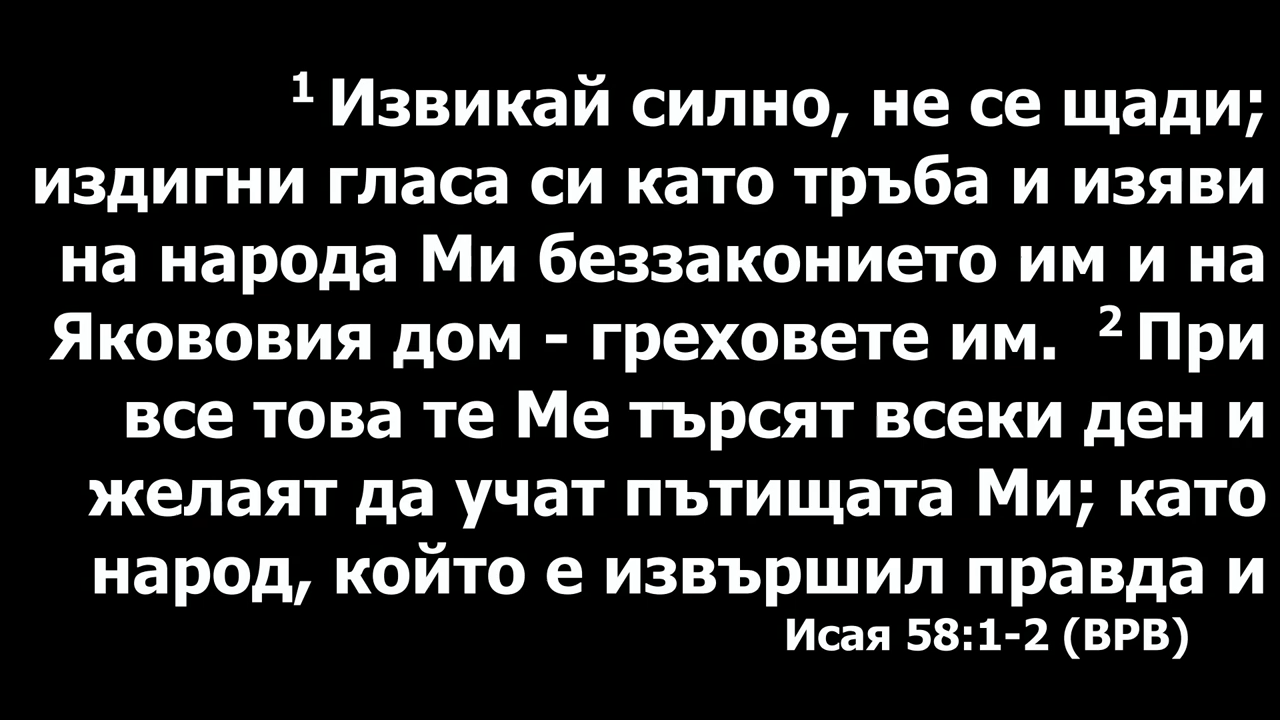 ¹ Извикай силно, не се щади;
издигни гласа си като тръба и изяви
на народа Ми беззаконието им и на
Якововия дом - греховете им. ² При
все това те Ме търсят всеки ден и
желаят да учат пътищата Ми; като
народ, който е извършил правда и
Исая 58:1-2 (ВРВ)